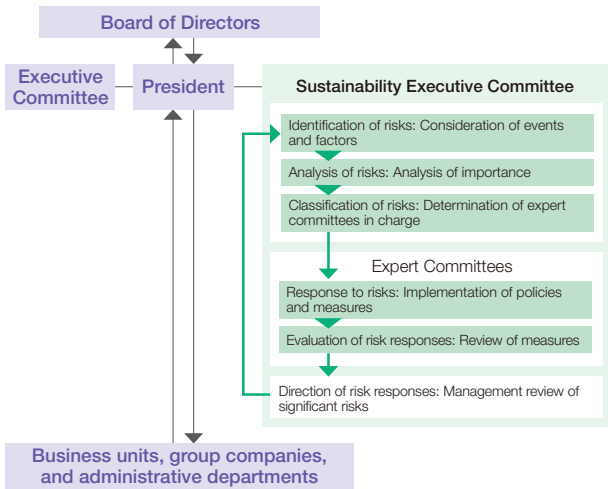 Board of Directors
Executive
Committee
President
Sustainability Executive Committee
Identification of risks: Consideration of events
and factors
Analysis of risks: Analysis of importance
Classification of risks: Determination of expert
committees in charge
Expert Committees
Response to risks: Implementation of policies
and measures
Evaluation of risk responses: Review of measures
Direction of risk responses: Management review of
significant risks
Business units, group companies,
and administrative departments